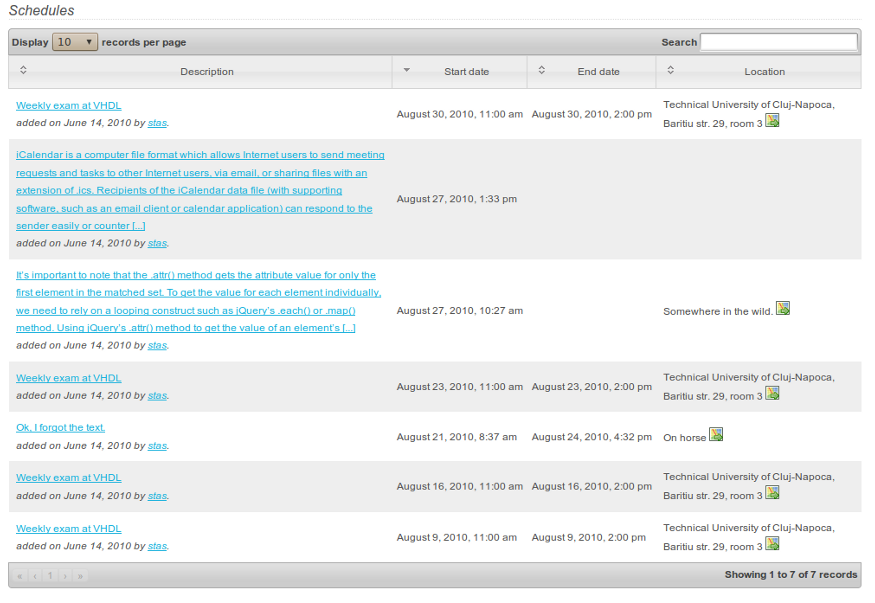 Schedules
Display 10 records per page Search
Description Start date End date Location
Weekly exam at VHDL
added on June 14, 2010 by stas.
August 30, 2010, 11:00 am August 30, 2010, 2:00 pm
Technical University of Cluj-Napoca,
Baritiu str. 29, room 3
iCalendar is a computer file format which allows Internet users to send meeting
requests and tasks to other Internet users, via email, or sharing files with an
extension of .ics. Recipients of the iCalendar data file (with supporting
software, such as an email client or calendar application) can respond to the
sender easily or counter [...]
added on June 14, 2010 by stas.
August 27, 2010, 1:33 pm
It's important to note that the .attr() method gets the attribute value for only the
first element in the matched set. To get the value for each element individually,
we need to rely on a looping construct such as jQuery's .each() or .map()
method. Using jQuery's .attr() method to get the value of an element's [...]
added on June 14, 2010 by stas.
August 27, 2010, 10:27 am
Somewhere in the wild.
Weekly exam at VHDL
added on June 14, 2010 by stas.
August 23, 2010, 11:00 am August 23, 2010, 2:00 pm
Technical University of Cluj-Napoca,
Baritiu str. 29, room 3
Ok, I forgot the text.
added on June 14, 2010 by stas.
August 21, 2010, 8:37 am August 24, 2010, 4:32 pm
On horse
Weekly exam at VHDL
added on June 14, 2010 by stas.
August 16, 2010, 11:00 am August 16, 2010, 2:00 pm
Technical University of Cluj-Napoca,
Baritiu str. 29, room 3
Weekly exam at VHDL
added on June 14, 2010 by stas.
August 9, 2010, 11:00 am August 9, 2010, 2:00 pm
Technical University of Cluj-Napoca,
Baritiu str. 29, room 3
« ‹ 1 › » Showing 1 to 7 of 7 records